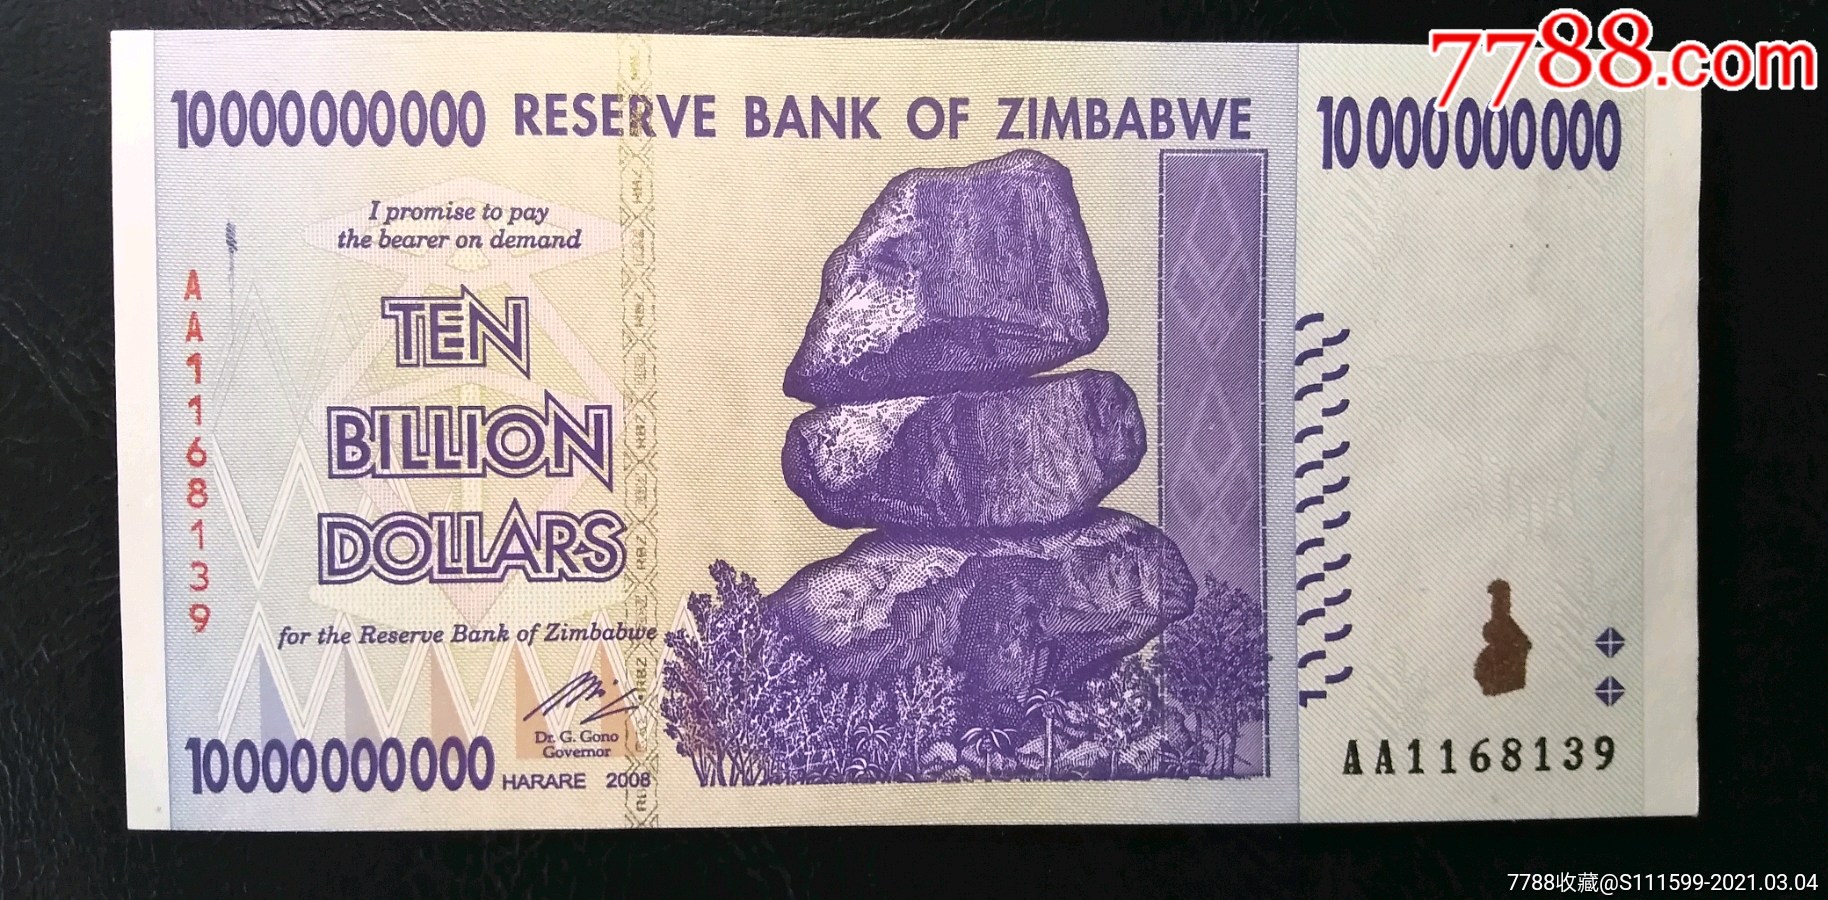 7788.com
10000000000 RESERVE BANK OF ZIMBABWE 10000000000
I promise to pay
the bearer on demand
TEN
BILLION
DOLLARS
for the Reserve Bank of Zimbabwe
Dr. G. Gono
Governor
10000000000 HARARE 2008
AA1168139
AA1168139
7788收藏@S111599-2021.03.04